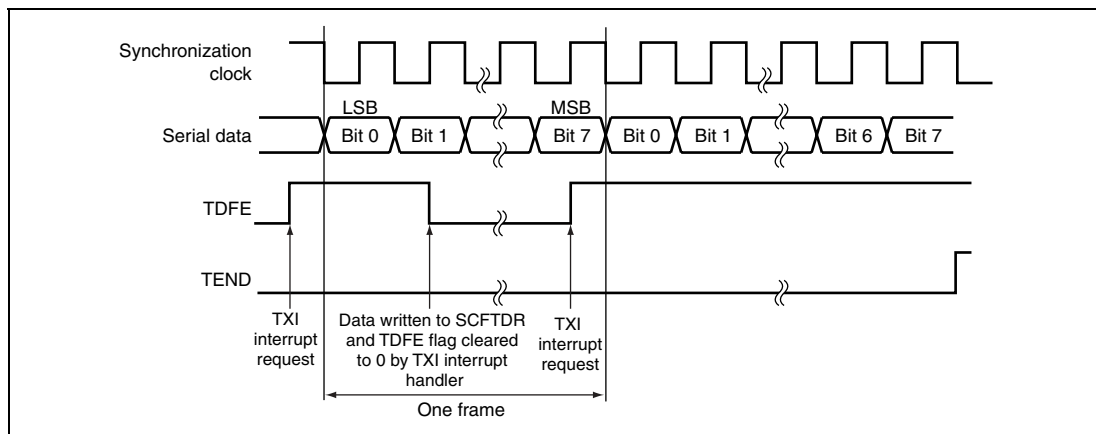 Synchronization
clock
LSB
MSB
Serial data
Bit 0
Bit 1
Bit 7
Bit 0
Bit 1
Bit 6
Bit 7
TDFE
TEND
TXI
interrupt
request
Data written to SCFTDR
and TDFE flag cleared
to 0 by TXI interrupt
handler
TXI
interrupt
request
One frame